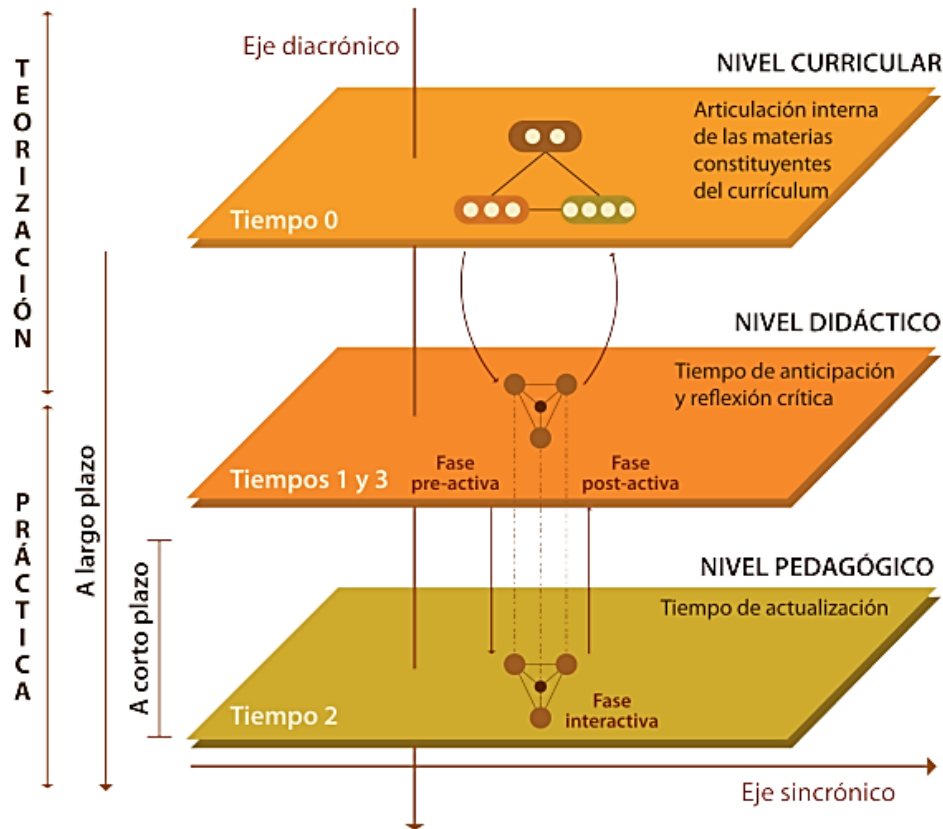 Eje diacrónico
NIVEL CURRICULAR
Articulación interna
de las materias
constituyentes
del currículum
Tiempo 0
TEORIZACIÓN
NIVEL DIDÁCTICO
Tiempo de anticipación
y reflexión crítica
Fase
pre-activa
Fase
post-activa
Tiempos 1 y 3
PRÁCTICA
A largo plazo
A corto plazo
NIVEL PEDAGÓGICO
Tiempo de actualización
Fase
interactiva
Tiempo 2
Eje sincrónico